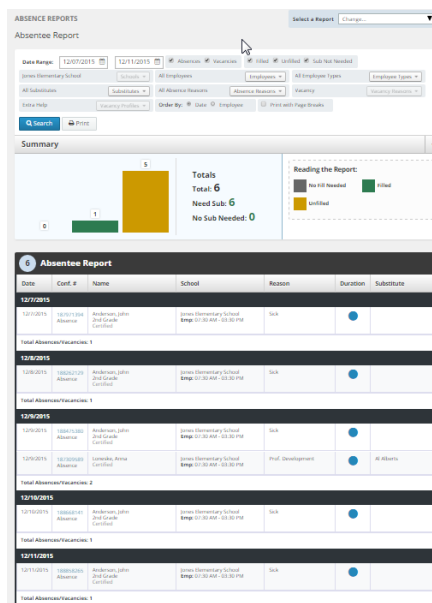 ABSENCE REPORTS
Select a Report Change...
Absentee Report
Date Range: 12/07/2015 12/11/2015 Absences Vacancies Filled Unfilled Sub Not Needed
Jones Elementary School Schools All Employees Employees All Employee Types Employee Types
All Substitutes Substitutes All Absence Reasons Absence Reasons Vacancy Vacancy Reasons
Extra Help Vacancy Profiles Order By: Date Employee Print with Page Breaks
Search Print
Summary
5
1
0
Totals
Total: 6
Need Sub: 6
No Sub Needed: 0
Reading the Report:
No Fill Needed Filled
Unfilled
6 Absentee Report
Date Conf. # Name School Reason Duration Substitute
12/7/2015
12/7/2015 Anderson, John Jones Elementary School Sick
Absence 2nd Grade Emp: 07:30 AM - 03:30 PM
Certified
Total Absences/Vacancies: 1
12/8/2015
12/8/2015 Anderson, John Jones Elementary School Sick
Absence 2nd Grade Emp: 07:30 AM - 03:30 PM
Certified
Total Absences/Vacancies: 1
12/9/2015
12/9/2015 Anderson, John Jones Elementary School Sick
Absence 2nd Grade Emp: 07:30 AM - 03:30 PM
Certified
12/9/2015 Anna Jones Elementary School Prof. Development Al Alberto
Absence 2nd Grade Emp: 07:30 AM - 03:30 PM
Certified
Total Absences/Vacancies: 2
12/10/2015
12/10/2015 Anderson, John Jones Elementary School Sick
Absence 2nd Grade Emp: 07:30 AM - 03:30 PM
Certified
Total Absences/Vacancies: 1
12/11/2015
12/11/2015 Anderson, John Jones Elementary School Sick
Absence 2nd Grade Emp: 07:30 AM - 03:30 PM
Certified
Total Absences/Vacancies: 1